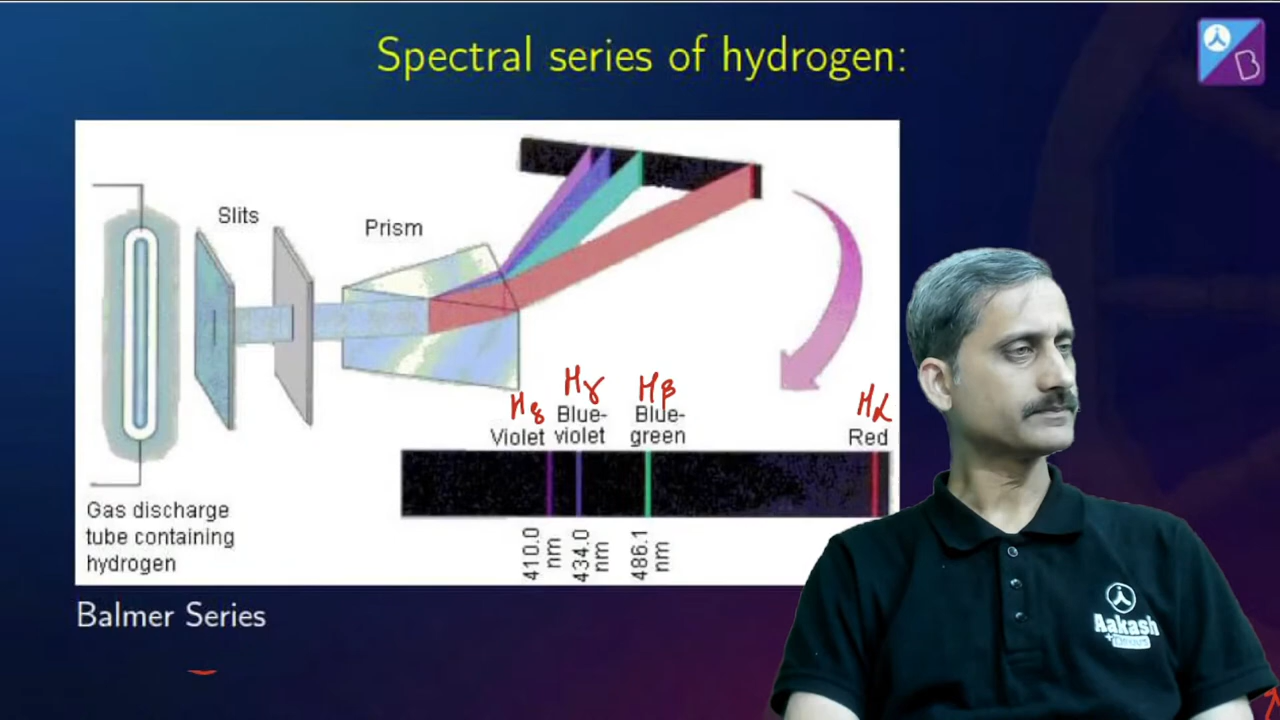 Spectral series of hydrogen:
B
Slits
Prism
Hδ
Hγ
Hβ
Hα
Violet
Blue-
violet
Blue-
green
Red
410.0
nm
434.0
nm
486.1
nm
Gas discharge
tube containing
hydrogen
Balmer Series
Aakash